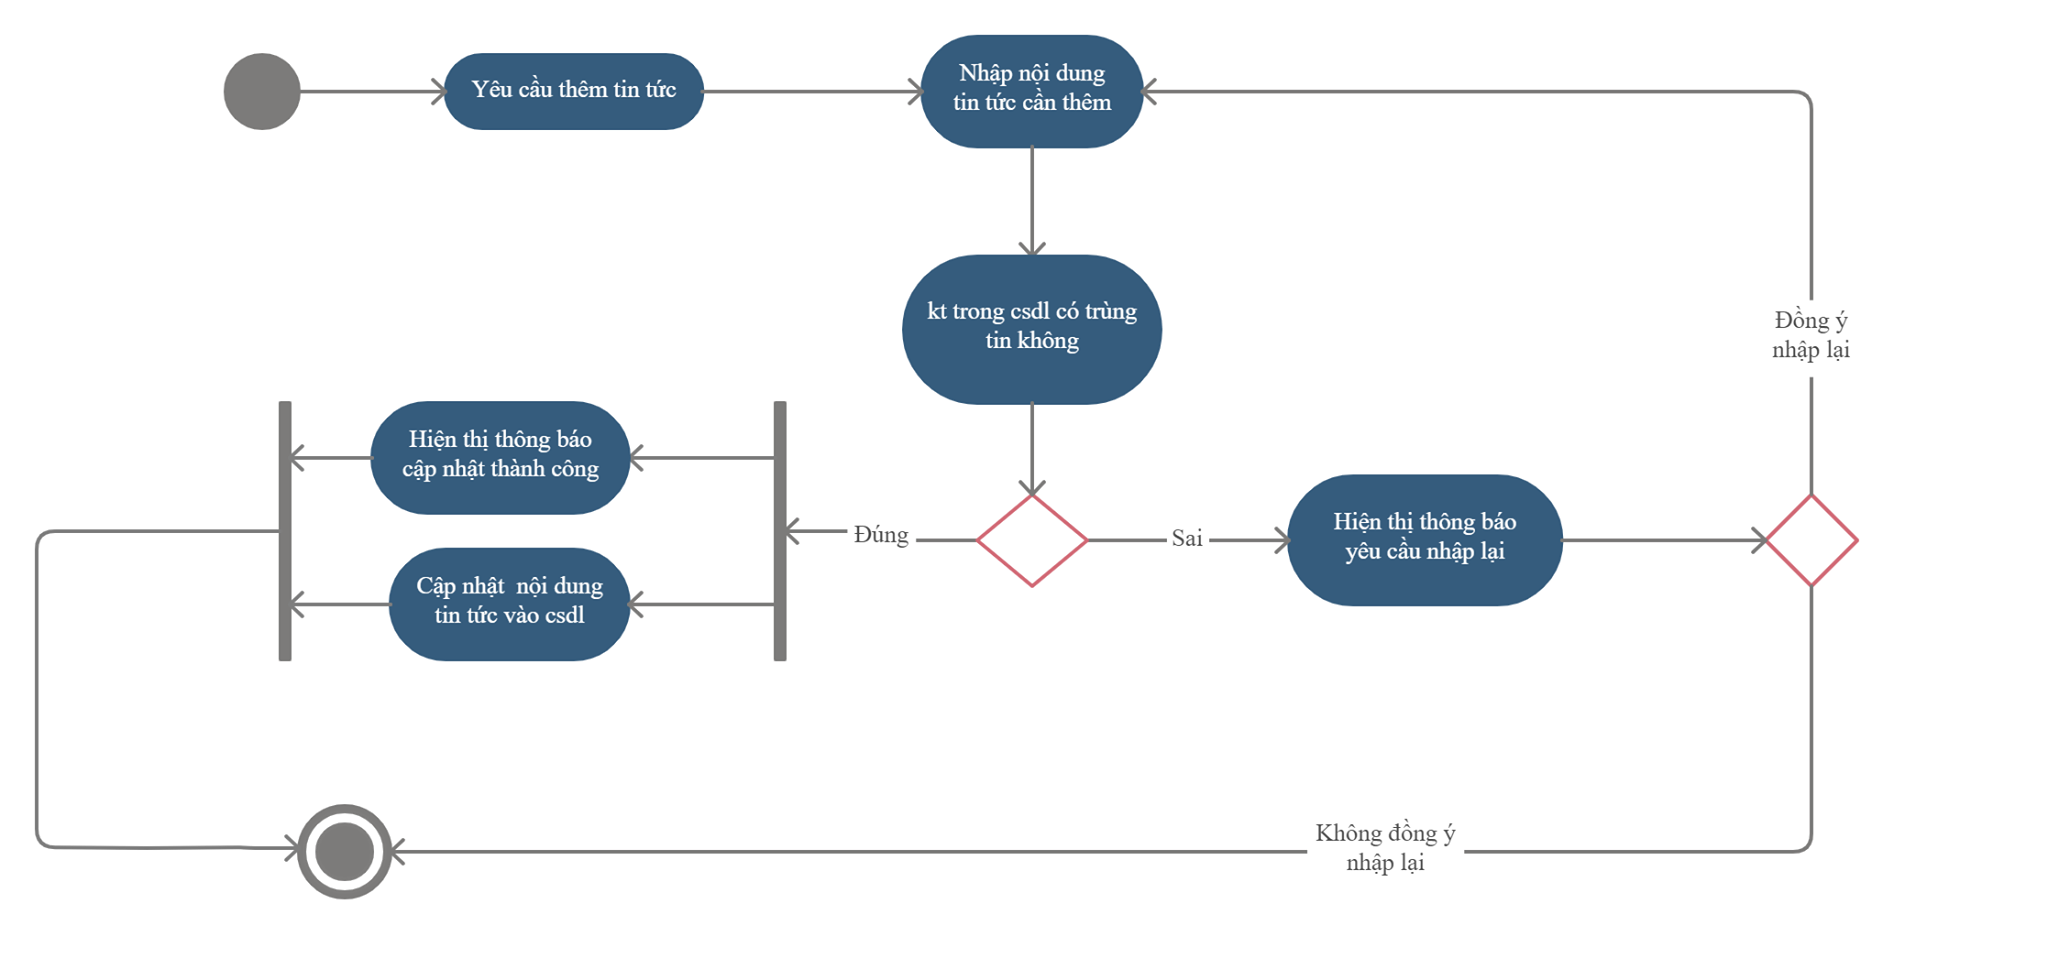 Yêu cầu thêm tin tức
Nhập nội dung
tin tức cần thêm
kt trong csdl có trùng
tin không
Đồng ý
nhập lại
Hiện thị thông báo
cập nhật thành công
Đúng
Sai
Hiện thị thông báo
yêu cầu nhập lại
Cập nhật  nội dung
tin tức vào csdl
Không đồng ý
nhập lại